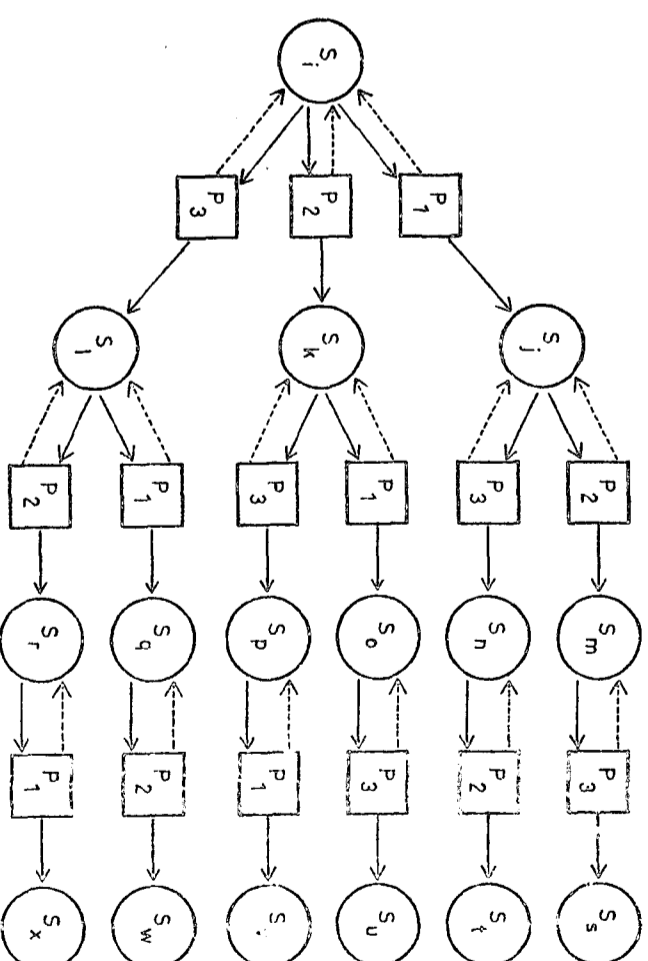 P2 Sm P3 Ss
Sj
P3 Sn P2 St
P1
P1 So P3 Su
Si P2 Sk
P3 Sp P1 S
P3
P1 Sq P2 Sw
Sl
P2 Sr P1 Sx